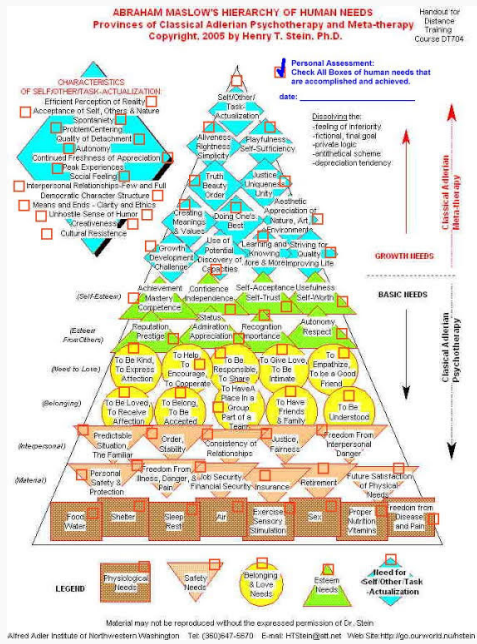 ABRAHAM MASLOW'S HIERARCHY OF HUMAN NEEDS
Provinces of Classical Adlerian Psychotherapy and Meta-therapy
Copyright, 2005 by Henry T. Stein, Ph.D.
Handout for
Distance
Training
Course DT704
Personal Assessment:
Check All Boxes of human needs that
are accomplished and achieved.
date:
CHARACTERISTICS
OF SELF/OTHER/TASK-ACTUALIZATION:
Efficient Perception of Reality
Acceptance of Self, Others & Nature
Spontaniety
Problem Centering
Quality of Detachment
Autonomy
Continued Freshness of Appreciation
Peak Experiences
Social Feeling
Interpersonal Relationships-Few and Full
Democratic Character Structure
Means and Ends - Clarity and Ethics
Unhostile Sense of Humor
Creativeness
Cultural Resistence
Dissolving the:
-feeling of inferiority
-fictional, final goal
-private logic
-antithetical scheme
-depreciation tendency
Self/Other/
Task-
Actualization
Aliveness
Rightness
Simplicity
Playfulness
Self-Sufficiency
Truth
Beauty
Order
Justice
Uniqueness
Unity
Creating
Meanings
& Values
Doing One's
Best
Aesthetic
Appreciation of
Nature, Art,
Environment
Growth
Development
Challenge
Use of
Potential
Discovery of
Capacities
Learning and
Knowing
More & More
Striving for
Quality
Improving Life
Classical Adlerian
Meta-therapy
GROWTH NEEDS
BASIC NEEDS
Classical Adlerian
Psychotherapy
(Self-Esteem)
Achievement
Mastery
Competence
Confidence
Independence
Self-Acceptance
Self-Trust
Usefulness
Self-Worth
(Esteem
From Others)
Reputation
Prestige
Status
Admiration
Appreciation
Recognition
Importance
Autonomy
Respect
(Need to Love)
To Be Kind,
To Express
Affection
To Help,
To
Encourage,
To Cooperate
To Be
Responsible,
To Share
To Give Love,
To Be
Intimate
To
Empathize,
To be a Good
Friend
(Belonging)
To Be Loved,
To Receive
Affection
To Belong,
To Be
Accepted
To Have A
Place In a
Group
Part of a
Team
To Have
Friends
& Family
To Be
Understood
(Interpersonal)
Predictable
Situation,
The Familiar
Order,
Stability
Consistency of
Relationships
Justice,
Fairness
Freedom From
Interpersonal
Danger
(Material)
Personal
Safety &
Protection
Freedom From
Illness, Danger, &
Pain
Job Security
Financial Security
Insurance
Retirement
Future Satisfaction
of Physical
Needs
Food
Water
Shelter
Sleep
Rest
Air
Exercise
Sensory
Stimulation
Sex
Proper
Nutrition
Vitamins
Freedom from
Disease
and Pain
LEGEND
Physiological
Needs
Safety
Needs
Belonging
& Love
Needs
Esteem
Needs
Need for
Self/Other/Task
-Actualization
Material may not be reproduced without the expressed permission of Dr. Stein
Alfred Adler Institute of Northwestern Washington Tel: (360)647-5670 E-mail: HTStein@att.net Web Site:http://go.ourworld.nu/hstein